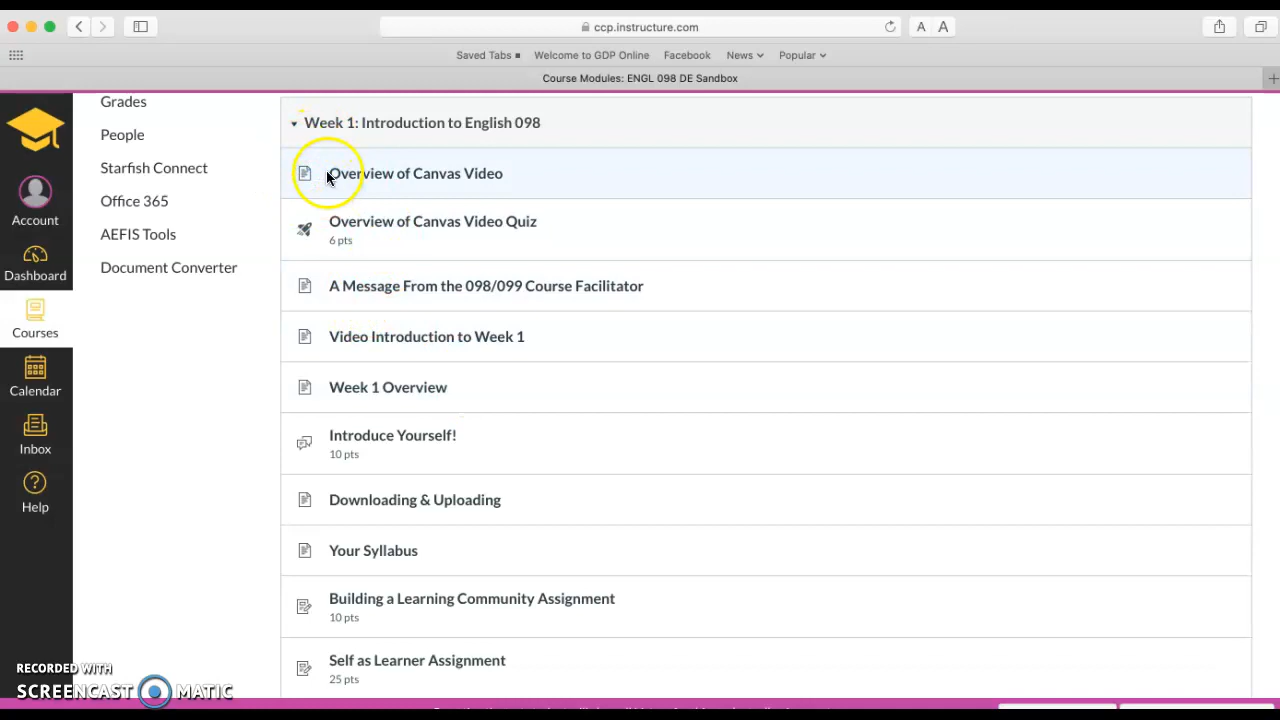 ccp.instructure.com
A A
Saved Tabs Welcome to GDP Online Facebook News Popular
Course Modules: ENGL 098 DE Sandbox
Account
Dashboard
Courses
Calendar
Inbox
Help
Grades
People
Starfish Connect
Office 365
AEFIS Tools
Document Converter
Week 1: Introduction to English 098
Overview of Canvas Video
Overview of Canvas Video Quiz
6 pts
A Message From the 098/099 Course Facilitator
Video Introduction to Week 1
Week 1 Overview
Introduce Yourself!
10 pts
Downloading & Uploading
Your Syllabus
Building a Learning Community Assignment
10 pts
Self as Learner Assignment
25 pts
RECORDED WITH
SCREENCAST MATIC